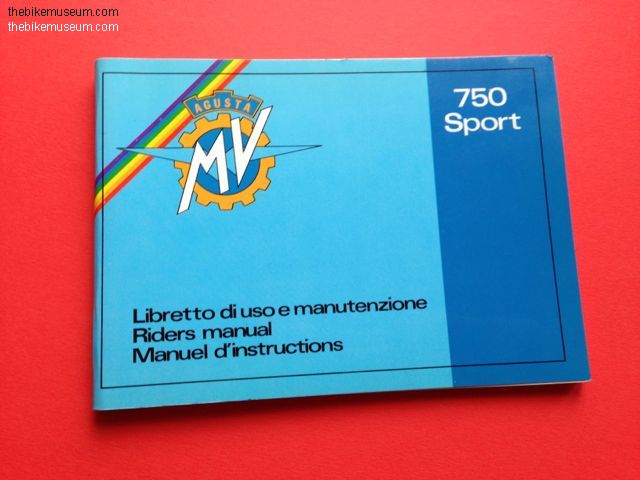 thebikemuseum.com
thebikemuseum.com
AGUSTA
MV
750
Sport
Libretto di uso e manutenzione
Riders manual
Manuel d'instructions